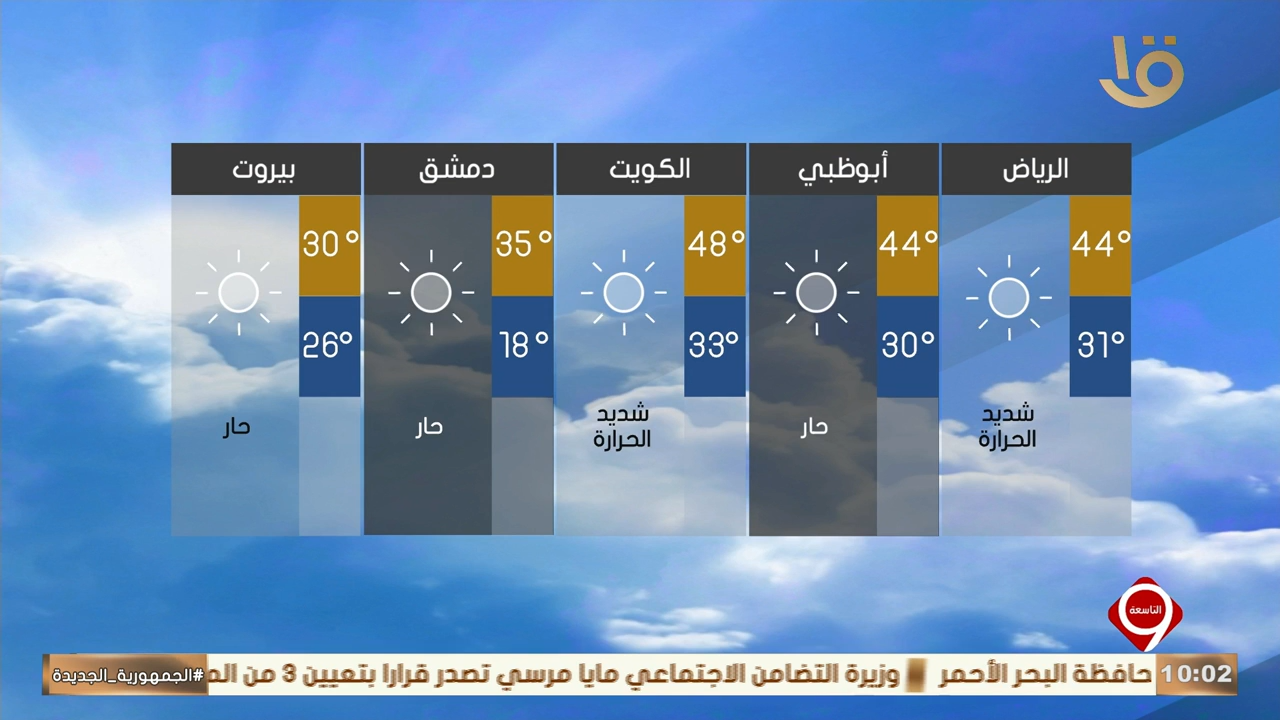 الرياض
44°
31°
شديد
الحرارة
أبوظبي
44°
30°
حار
الكويت
48°
33°
شديد
الحرارة
دمشق
35°
18°
حار
بيروت
30°
26°
حار
التاسعة
9
10:02
حافظة البحر الأحمر
وزيرة التضامن الاجتماعي مايا مرسي تصدر قرارا بتعيين 3 من
#الجمهورية_الجديدة